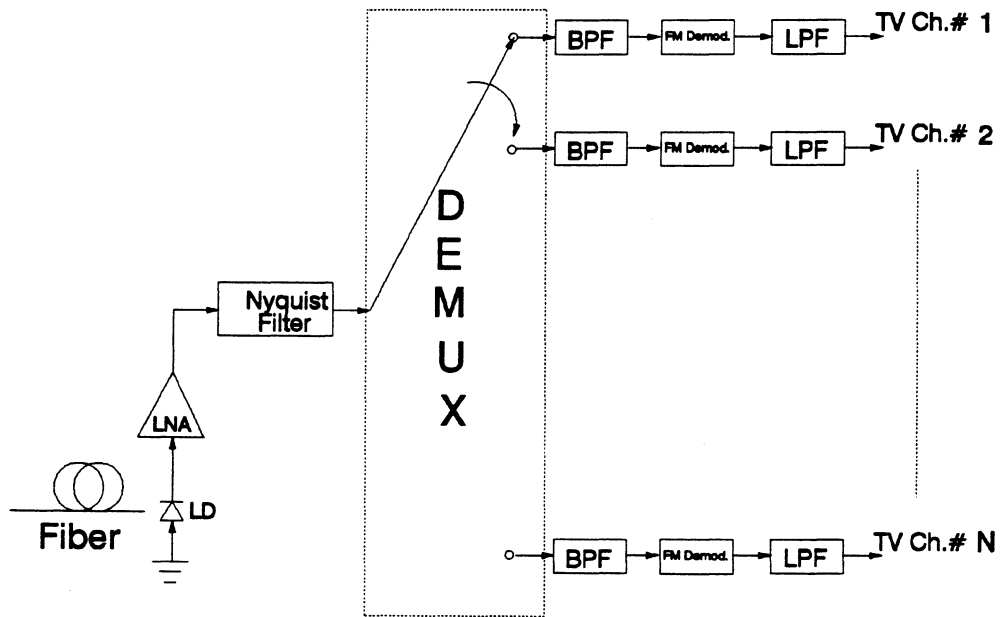 BPF
FM Demod.
LPF
TV Ch.# 1
BPF
FM Demod.
LPF
TV Ch.# 2
DEMUX
Nyquist
Filter
LNA
LD
Fiber
BPF
FM Demod.
LPF
TV Ch.# N